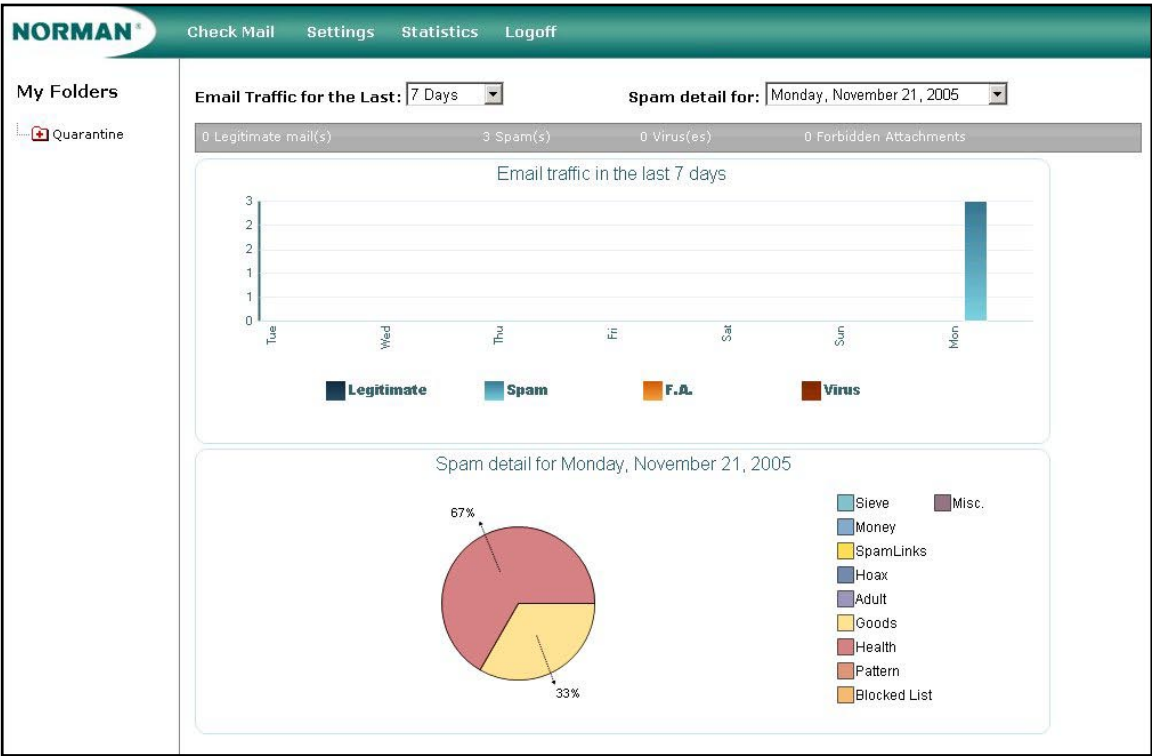 NORMAN® Check Mail Settings Statistics Logoff
My Folders
Quarantine
Email Traffic for the Last: 7 Days Spam detail for: Monday, November 21, 2005
0 Legitimate mail(s) 3 Spam(s) 0 Virus(es) 0 Forbidden Attachments
Email traffic in the last 7 days
3
2
2
1
1
0
Tue Wed Thu Fri Sat Sun Mon
Legitimate Spam F.A. Virus
Spam detail for Monday, November 21, 2005
67%
33%
Sieve Misc.
Money
SpamLinks
Hoax
Adult
Goods
Health
Pattern
Blocked List